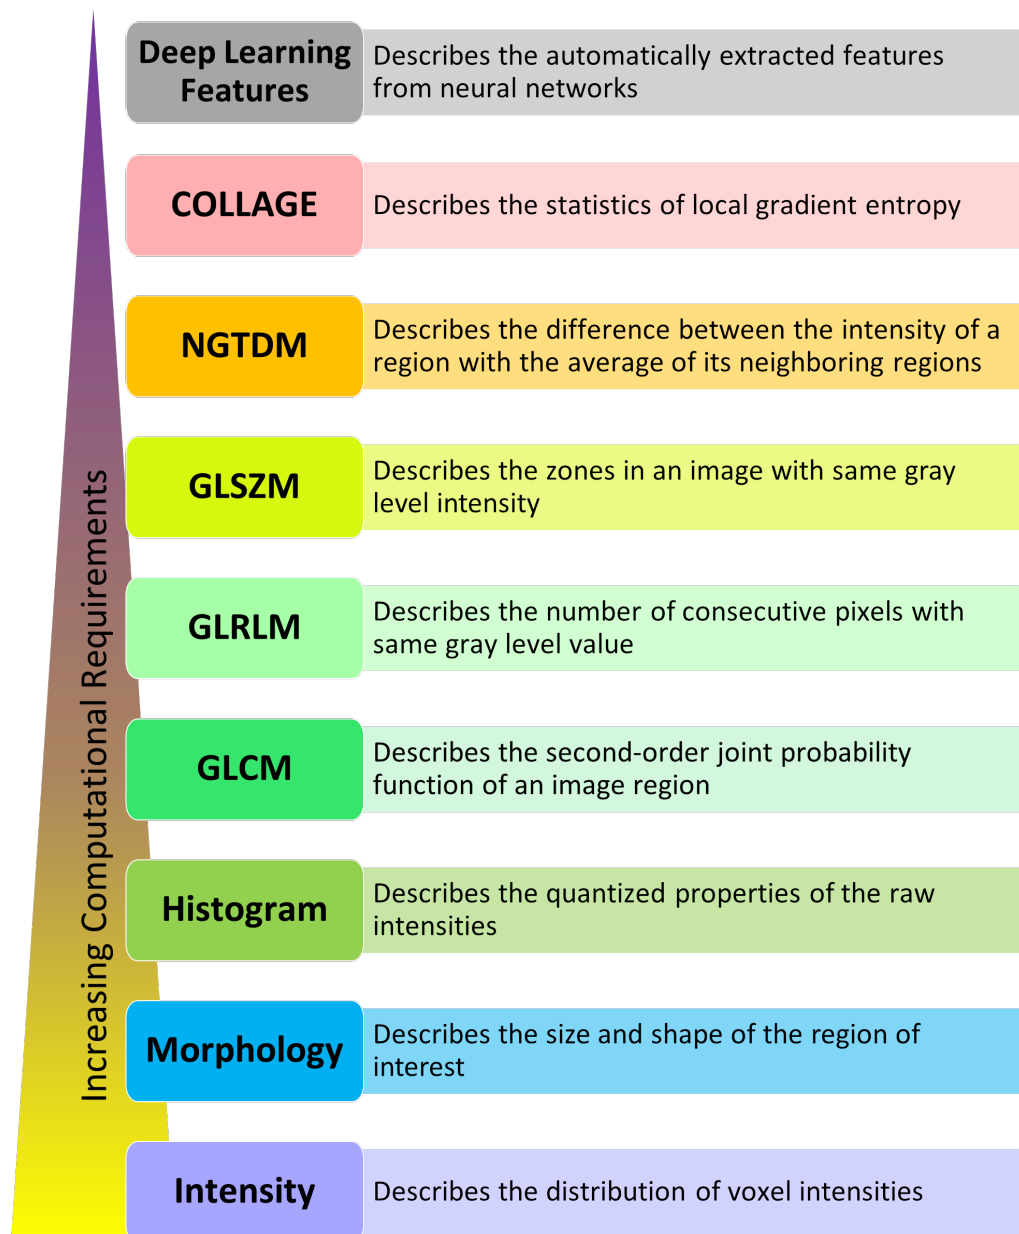 Deep Learning
Features
Describes the automatically extracted features
from neural networks
COLLAGE
Describes the statistics of local gradient entropy
NGTDM
Describes the difference between the intensity of a
region with the average of its neighboring regions
GLSZM
Describes the zones in an image with same gray
level intensity
GLRLM
Describes the number of consecutive pixels with
same gray level value
GLCM
Describes the second-order joint probability
function of an image region
Histogram
Describes the quantized properties of the raw
intensities
Morphology
Describes the size and shape of the region of
interest
Intensity
Describes the distribution of voxel intensities
Increasing Computational Requirements